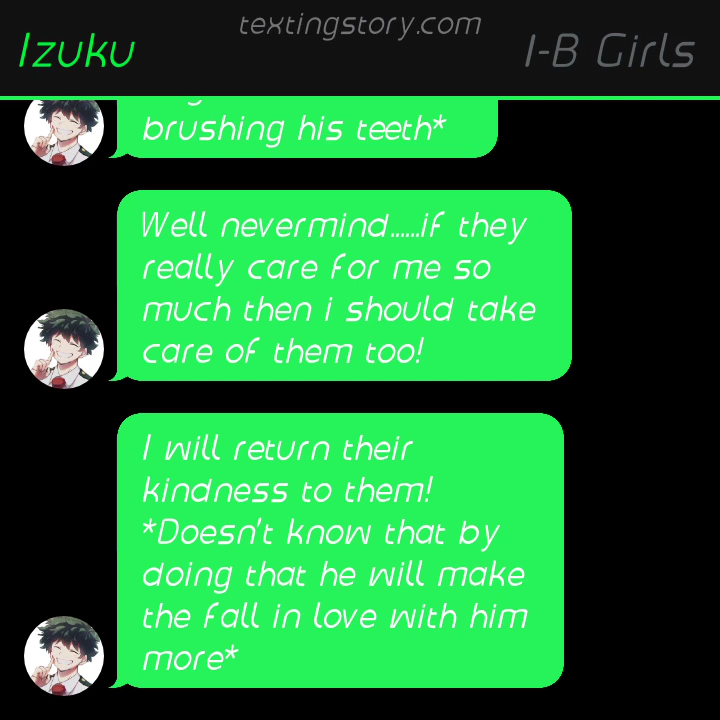 textingstory.com
Izuku
1-B Girls
brushing his teeth*
Well nevermind......if they
really care for me so
much then i should take
care of them too!
I will return their
kindness to them!
*Doesn't know that by
doing that he will make
the fall in love with him
more*